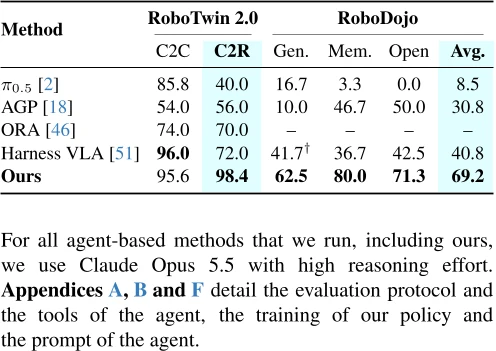 Method RoboTwin 2.0 RoboDojo
C2C C2R Gen. Mem. Open Avg.
π0.5 [2] 85.8 40.0 16.7 3.3 0.0 8.5
AGP [18] 54.0 56.0 10.0 46.7 50.0 30.8
ORA [46] 74.0 70.0 – – – –
Harness VLA [51] 96.0 72.0 41.7† 36.7 42.5 40.8
Ours 95.6 98.4 62.5 80.0 71.3 69.2
For all agent-based methods that we run, including ours,
we use Claude Opus 5.5 with high reasoning effort.
Appendices A, B and F detail the evaluation protocol and
the tools of the agent, the training of our policy and
the prompt of the agent.